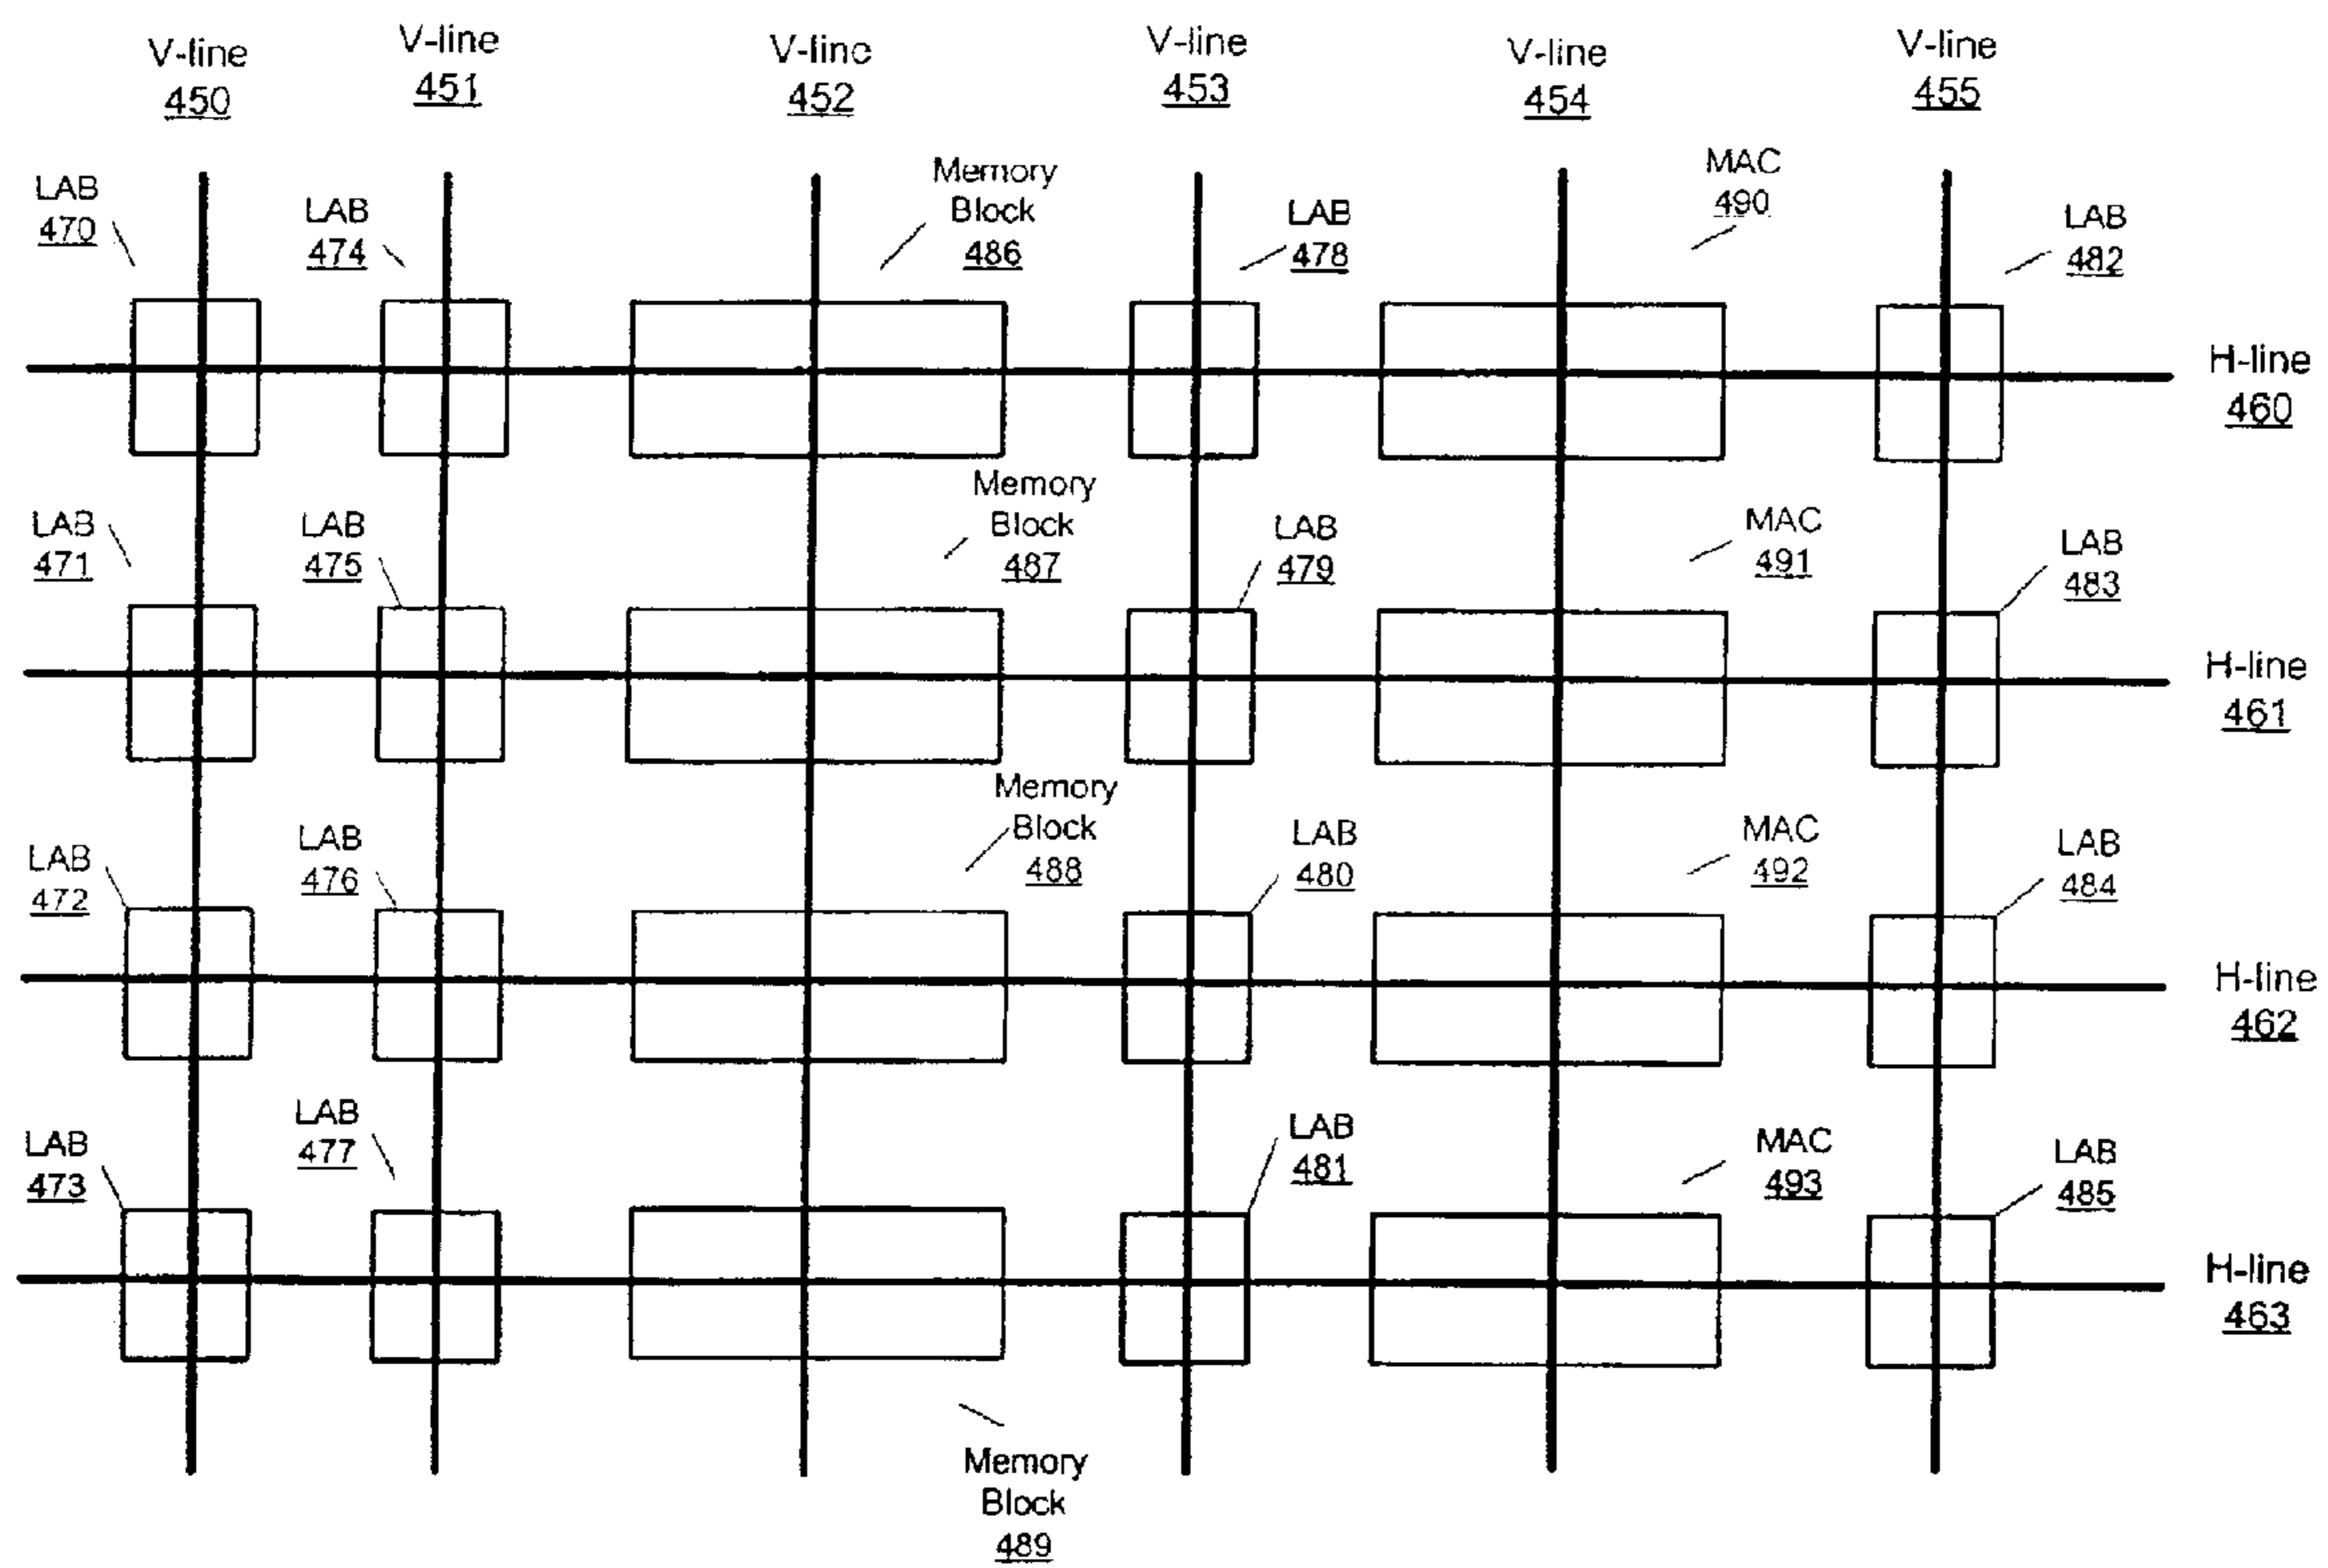 V-line
450
V-line
451
V-line
452
V-line
453
V-line
454
V-line
455
LAB
470
LAB
474
Memory
Block
486
LAB
478
MAC
490
LAB
482
H-line
460
LAB
471
LAB
475
Memory
Block
487
LAB
479
MAC
491
LAB
483
H-line
461
LAB
472
LAB
476
Memory
Block
488
LAB
480
MAC
492
LAB
484
H-line
462
LAB
473
LAB
477
LAB
481
MAC
493
LAB
485
H-line
463
Memory
Block
489